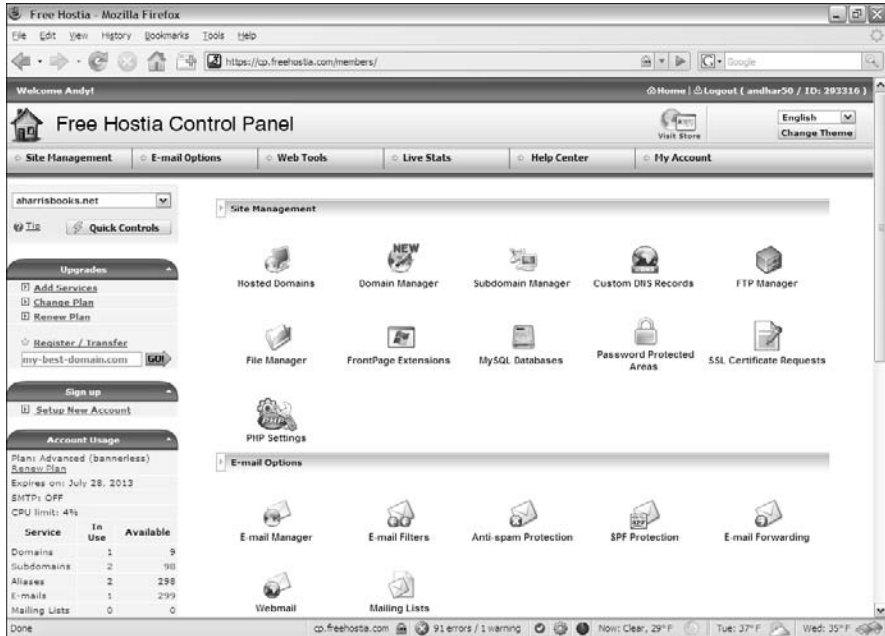 Free Hostia - Mozilla Firefox
File Edit View History Bookmarks Tools Help
https://cp.freehostia.com/members/
Google
Welcome Andy!
Home | Logout ( andhar50 / ID: 293316 )
Free Hostia Control Panel
Visit Store
English
Change Theme
Site Management
E-mail Options
Web Tools
Live Stats
Help Center
My Account
aharrisbooks.net
Tip
Quick Controls
Upgrades
Add Services
Change Plan
Renew Plan
Register / Transfer
my-best-domain.com GO!
Sign up
Setup New Account
Account Usage
Plan: Advanced (bannerless)
Renew Plan
Expires on: July 28, 2013
SMTP: OFF
CPU limit: 4%
Service In Use Available
Domains 1 9
Subdomains 2 98
Aliases 2 298
E-mails 1 299
Mailing Lists 0 0
Site Management
NEW
Hosted Domains
Domain Manager
Subdomain Manager
Custom DNS Records
FTP Manager
File Manager
FrontPage Extensions
MySQL Databases
Password Protected Areas
SSL Certificate Requests
PHP
PHP Settings
E-mail Options
E-mail Manager
E-mail Filters
Anti-spam Protection
SPF
SPF Protection
E-mail Forwarding
Webmail
Mailing Lists
Done
cp.freehostia.com
91 errors / 1 warning
Now: Clear, 29°F
Tue: 37°F
Wed: 35°F